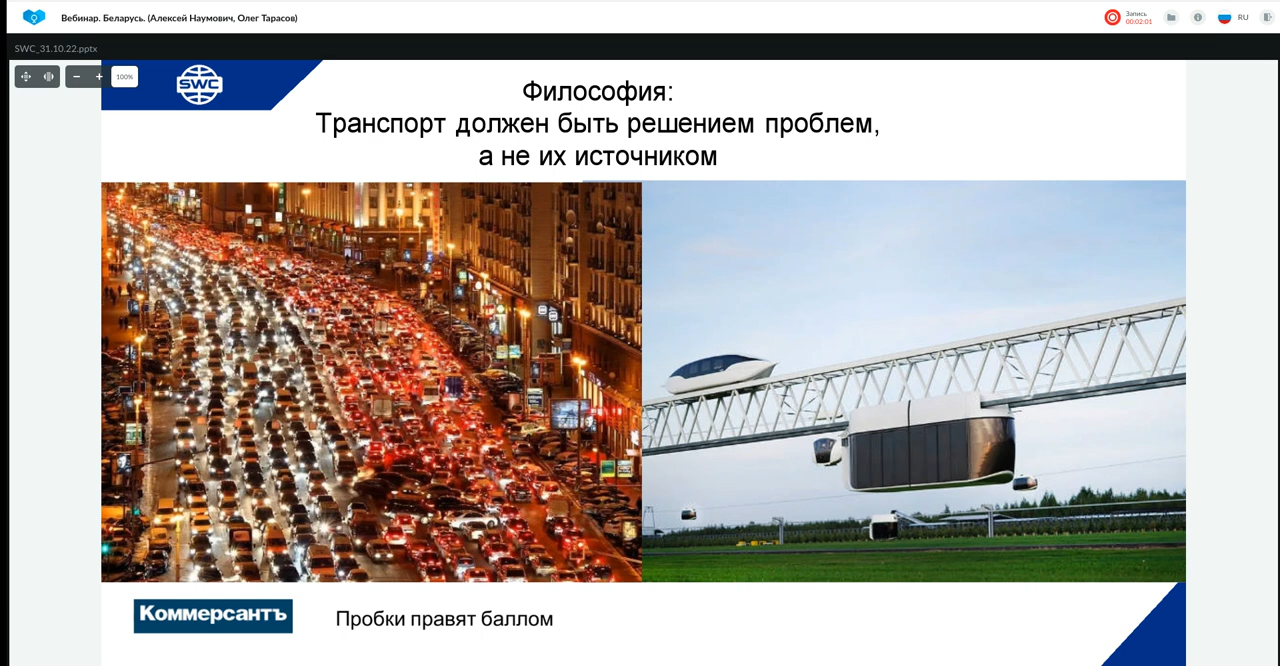 Вебинар. Беларусь. (Алексей Наумович, Олег Тарасов)
Запись
00:02:01
RU
SWC_31.10.22.pptx
100%
SWC
Философия:
Транспорт должен быть решением проблем,
а не их источником
Коммерсантъ
Пробки правят баллом